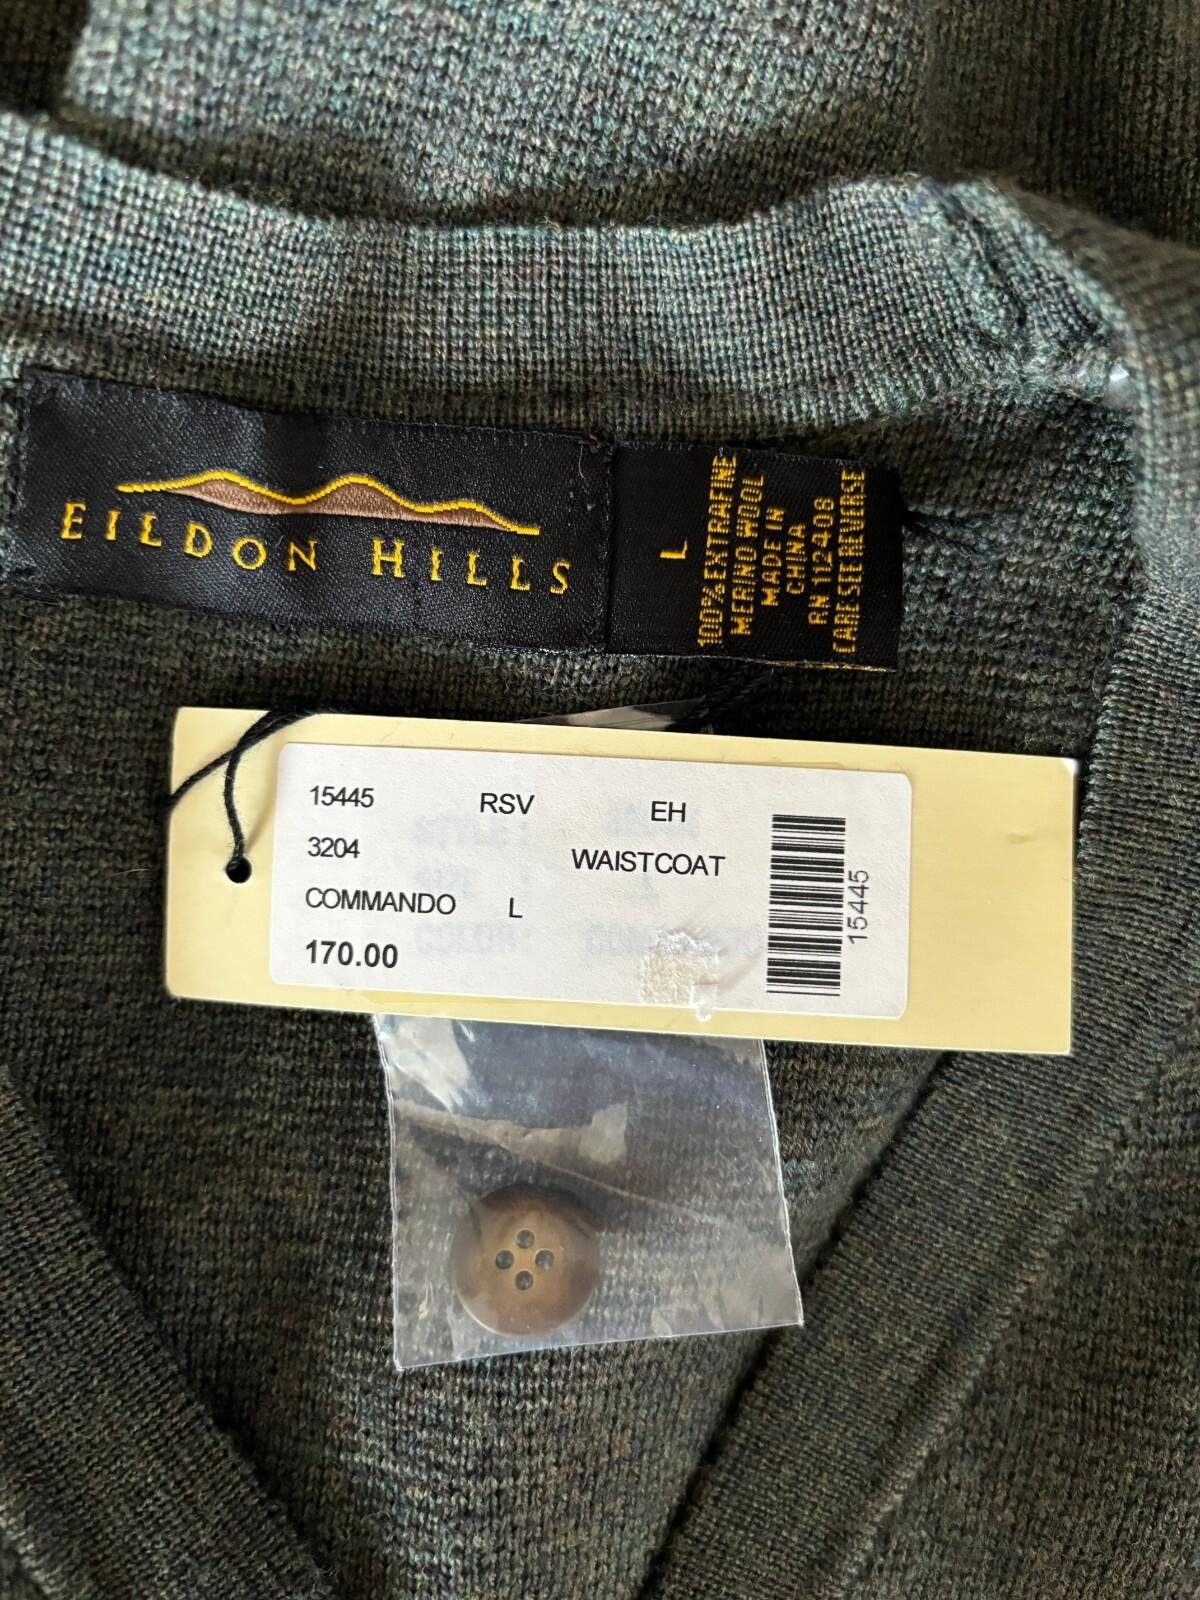 EILDON HILLS
L
100% EXTRAFINE
MERINO WOOL
MADE IN
CHINA
RN 112408
CARE SEE REVERSE
15445 RSV EH
3204 WAISTCOAT
COMMANDO L
170.00
15445